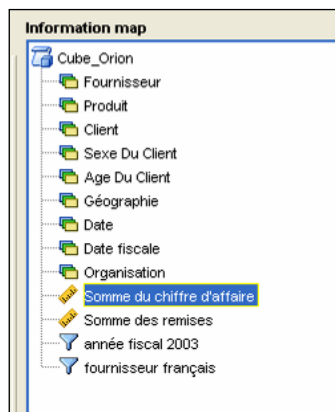 Information map
Cube_Orion
Fournisseur
Produit
Client
Sexe Du Client
Age Du Client
Géographie
Date
Date fiscale
Organisation
Somme du chiffre d'affaire
Somme des remises
année fiscal 2003
fournisseur français